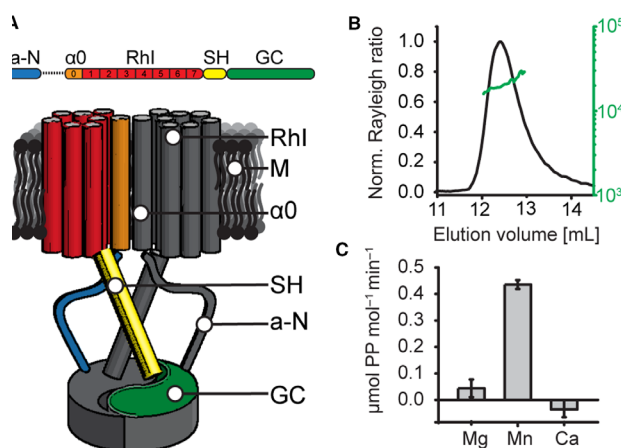 A
a-N α0 RhI SH GC
0 1 2 3 4 5 6 7
RhI
M
α0
SH
a-N
GC
B
Norm. Rayleigh ratio
1.0
0.8
0.6
0.4
0.2
0.0
11 12 13 14
Elution volume [mL]
10⁵
10⁴
10³
C
µmol PP mol⁻¹ min⁻¹
0.5
0.4
0.3
0.2
0.1
0.0
Mg Mn Ca